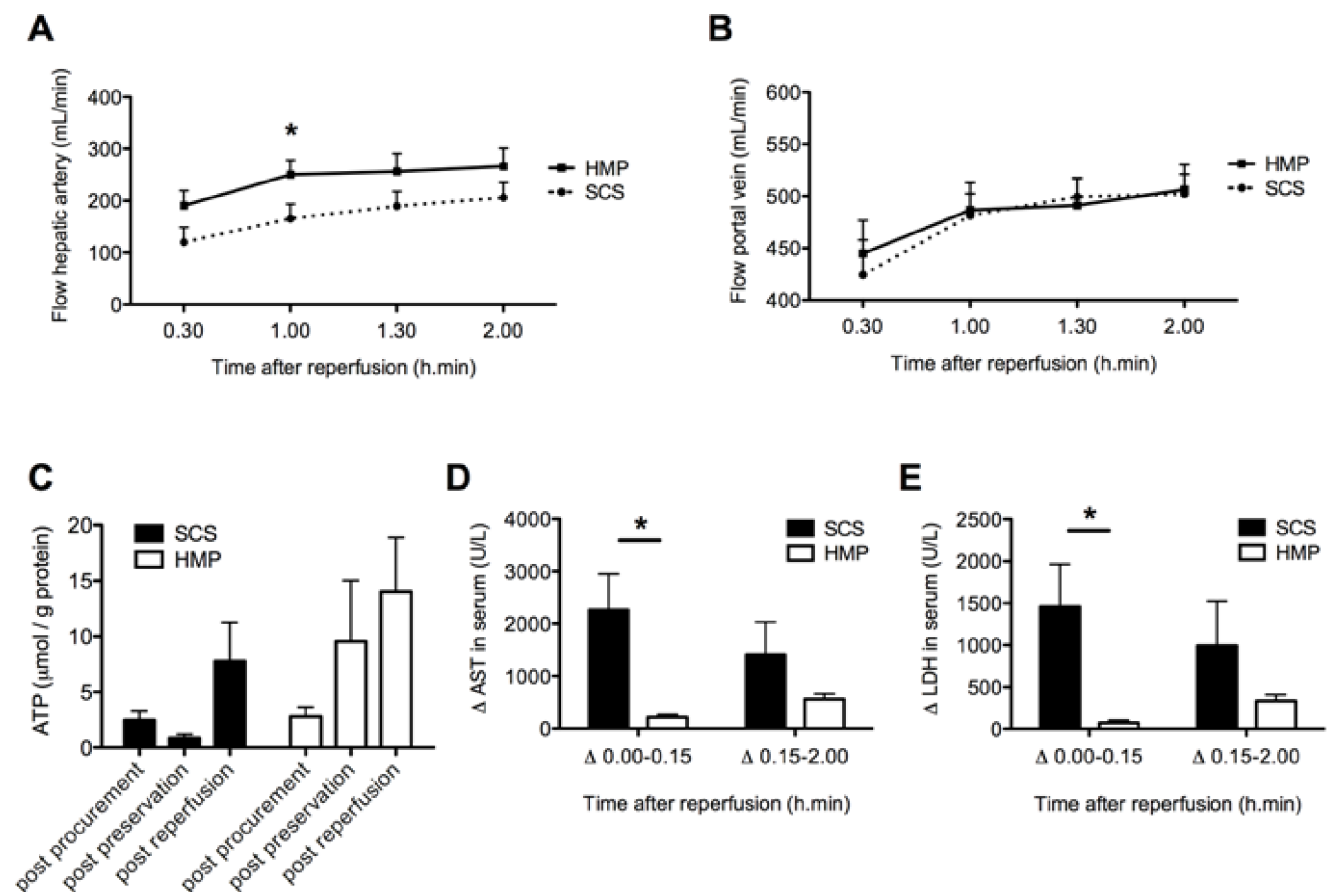 A
Flow hepatic artery (mL/min)
400
300
200
100
0
*
HMP
SCS
0.30 1.00 1.30 2.00
Time after reperfusion (h.min)
B
Flow portal vein (mL/min)
600
550
500
450
400
HMP
SCS
0.30 1.00 1.30 2.00
Time after reperfusion (h.min)
C
ATP (μmol / g protein)
20
15
10
5
0
SCS
HMP
post procurement
post preservation
post reperfusion
post procurement
post preservation
post reperfusion
D
Δ AST in serum (U/L)
4000
3000
2000
1000
0
*
SCS
HMP
Δ 0.00-0.15 Δ 0.15-2.00
Time after reperfusion (h.min)
E
Δ LDH in serum (U/L)
2500
2000
1500
1000
500
0
*
SCS
HMP
Δ 0.00-0.15 Δ 0.15-2.00
Time after reperfusion (h.min)